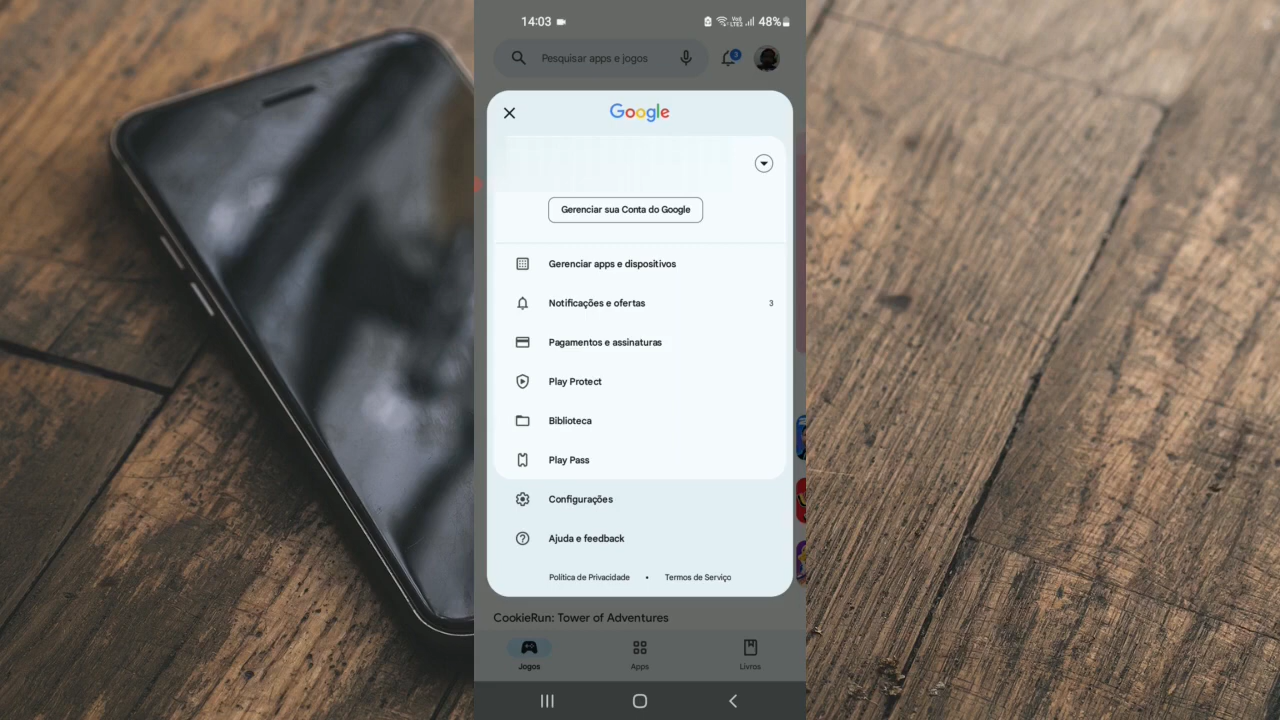 14:03
48%
Pesquisar apps e jogos
3
Google
Gerenciar sua Conta do Google
Gerenciar apps e dispositivos
Notificações e ofertas
3
Pagamentos e assinaturas
Play Protect
Biblioteca
Play Pass
Configurações
Ajuda e feedback
Política de Privacidade • Termos de Serviço
CookieRun: Tower of Adventures
Jogos
Apps
Livros